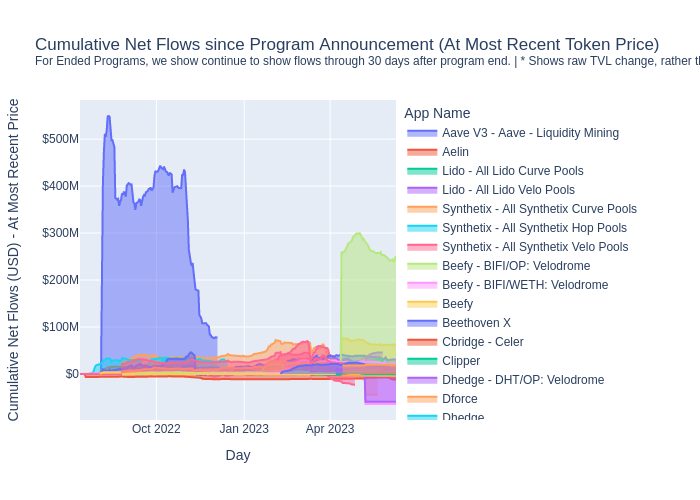 Cumulative Net Flows since Program Announcement (At Most Recent Token Price)
For Ended Programs, we show continue to show flows through 30 days after program end. | * Shows raw TVL change, rather
Cumulative Net Flows (USD) - At Most Recent Price
$500M
$400M
$300M
$200M
$100M
$0
Oct 2022
Jan 2023
Apr 2023
Day
App Name
Aave V3 - Aave - Liquidity Mining
Aelin
Lido - All Lido Curve Pools
Lido - All Lido Velo Pools
Synthetix - All Synthetix Curve Pools
Synthetix - All Synthetix Hop Pools
Synthetix - All Synthetix Velo Pools
Beefy - BIFI/OP: Velodrome
Beefy - BIFI/WETH: Velodrome
Beefy
Beethoven X
Cbridge - Celer
Clipper
Dhedge - DHT/OP: Velodrome
Dforce
Dhedge